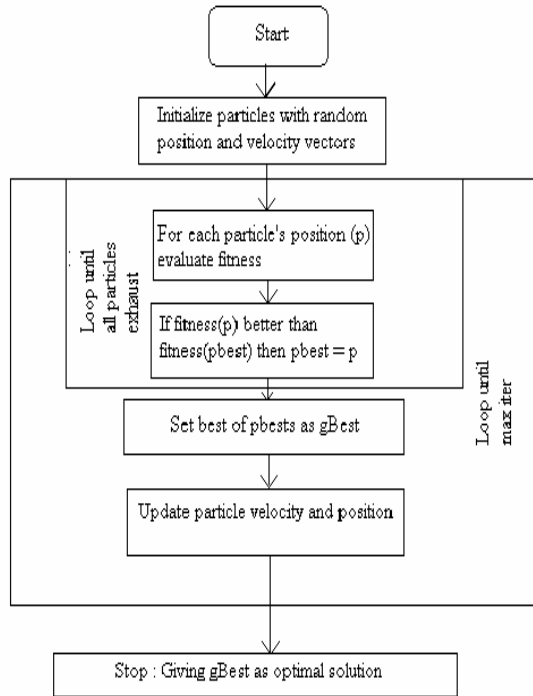 Start
Initialize particles with random
position and velocity vectors
For each particle's position (p)
evaluate fitness
If fitness(p) better than
fitness(pbest) then pbest = p
Loop until
all particles
exhaust
Set best of pbests as gBest
Update particle velocity and position
Loop until
max iter
Stop : Giving gBest as optimal solution